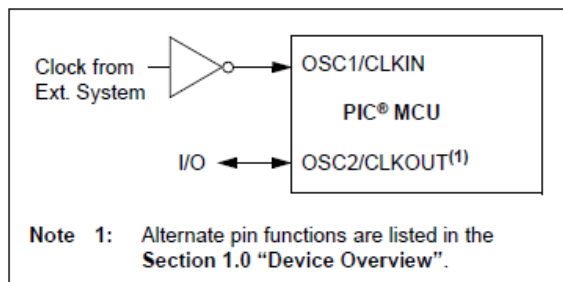 Clock from
Ext. System
OSC1/CLKIN
PIC® MCU
I/O
OSC2/CLKOUT(1)
Note 1: Alternate pin functions are listed in the
Section 1.0 “Device Overview”.